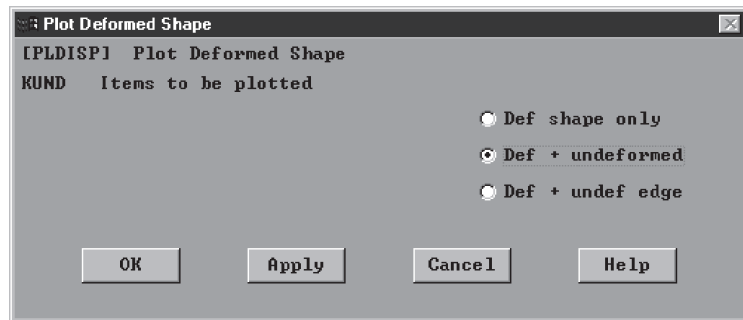 Plot Deformed Shape
[PLDISP] Plot Deformed Shape
KUND Items to be plotted
Def shape only
Def + undeformed
Def + undef edge
OK Apply Cancel Help